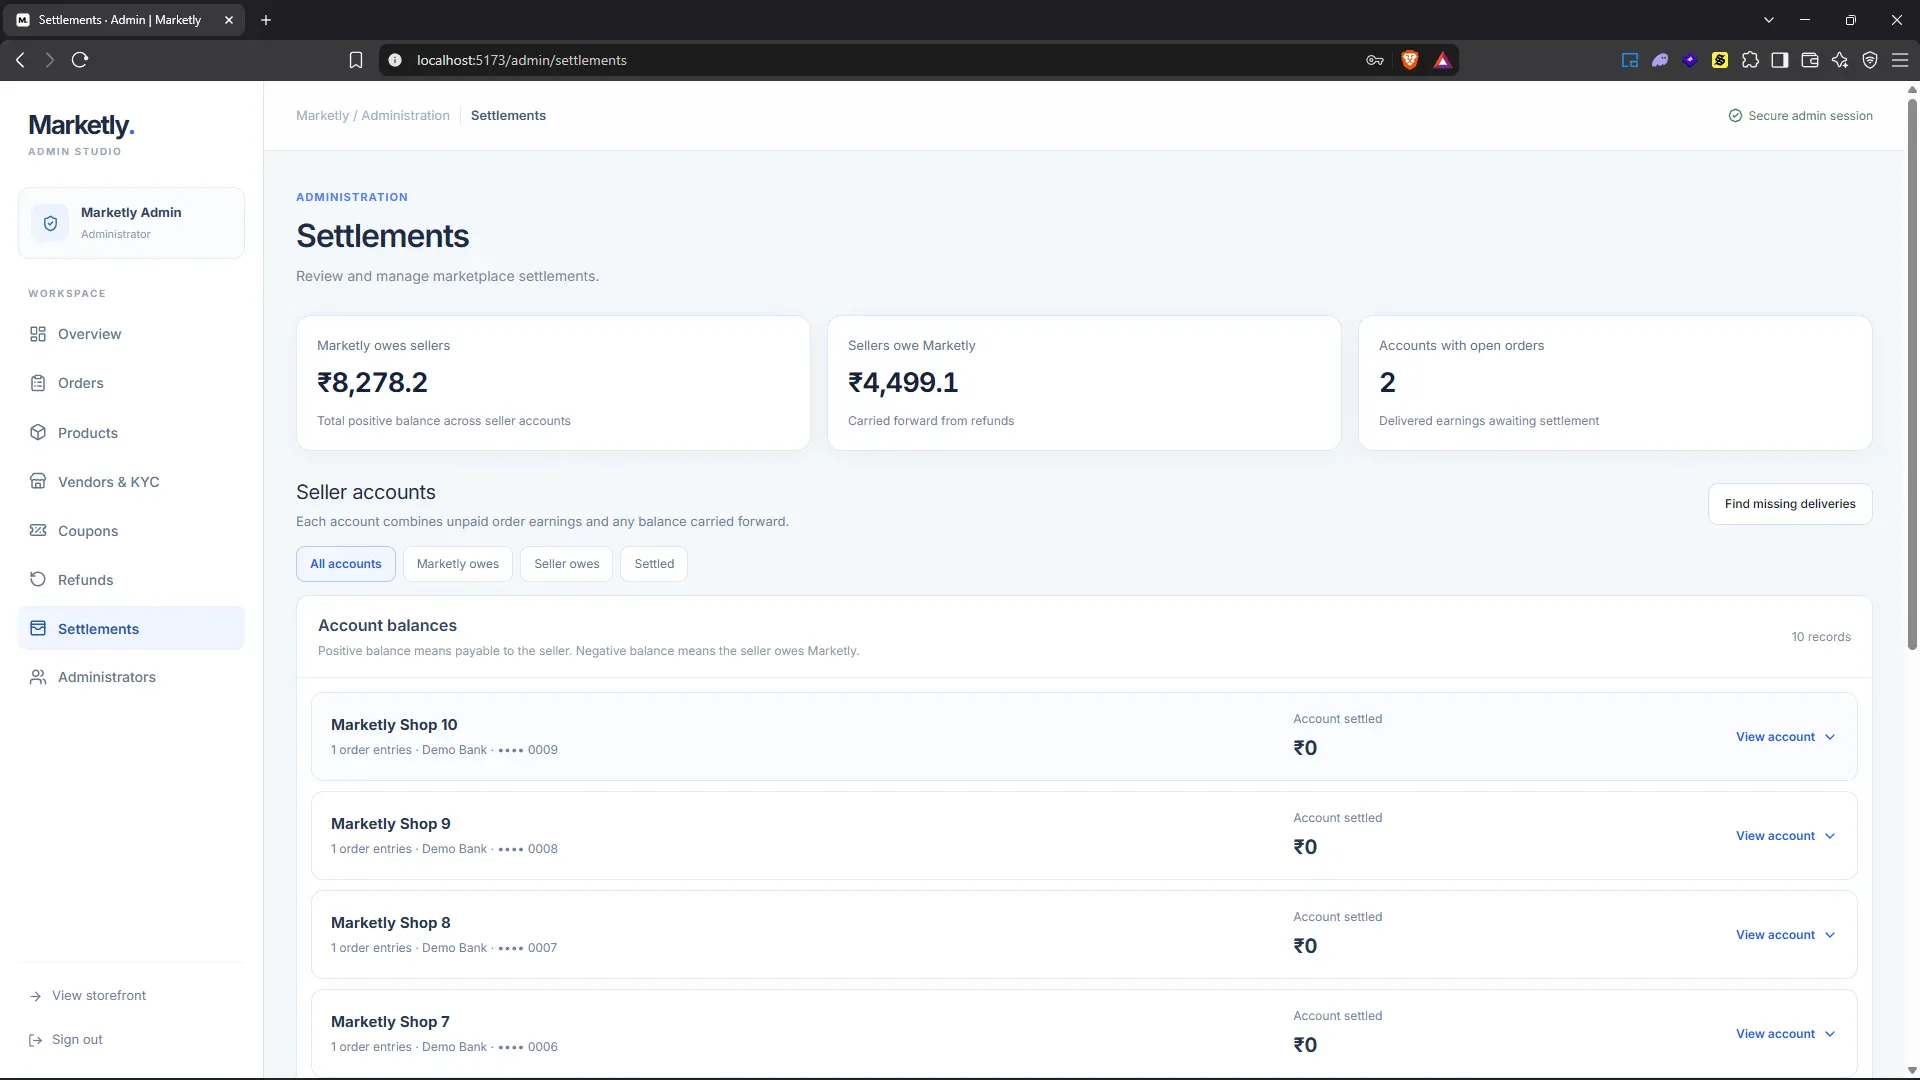 Settlements · Admin | Marketly
localhost:5173/admin/settlements
Marketly.
ADMIN STUDIO
Marketly Admin
Administrator
WORKSPACE
Overview
Orders
Products
Vendors & KYC
Coupons
Refunds
Settlements
Administrators
View storefront
Sign out
Marketly / Administration
Settlements
Secure admin session
ADMINISTRATION
Settlements
Review and manage marketplace settlements.
Marketly owes sellers
₹8,278.2
Total positive balance across seller accounts
Sellers owe Marketly
₹4,499.1
Carried forward from refunds
Accounts with open orders
2
Delivered earnings awaiting settlement
Seller accounts
Each account combines unpaid order earnings and any balance carried forward.
Find missing deliveries
All accounts
Marketly owes
Seller owes
Settled
Account balances
Positive balance means payable to the seller. Negative balance means the seller owes Marketly.
10 records
Marketly Shop 10
1 order entries · Demo Bank · •••• 0009
Account settled
₹0
View account
Marketly Shop 9
1 order entries · Demo Bank · •••• 0008
Account settled
₹0
View account
Marketly Shop 8
1 order entries · Demo Bank · •••• 0007
Account settled
₹0
View account
Marketly Shop 7
1 order entries · Demo Bank · •••• 0006
Account settled
₹0
View account